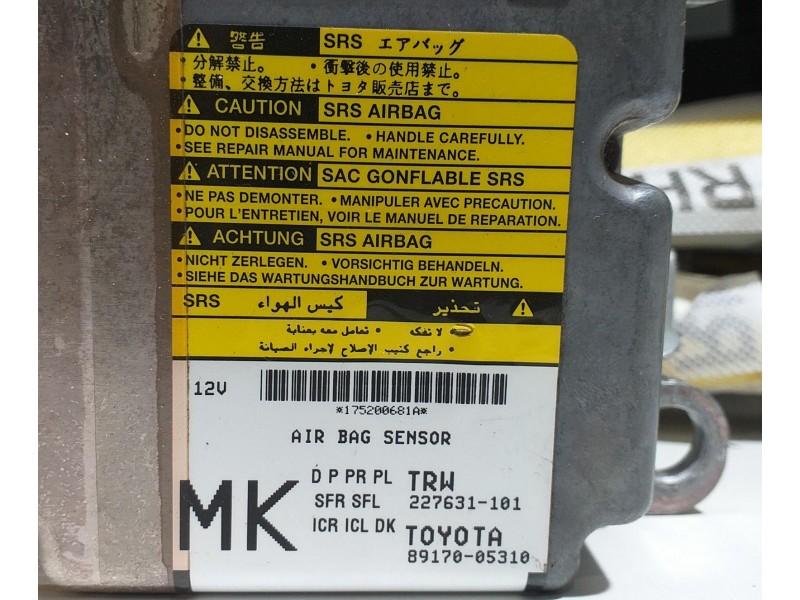 警告 SRS エアバッグ
・分解禁止。 ・衝撃後の使用禁止。
・整備、交換方法はトヨタ販売店まで。
CAUTION SRS AIRBAG
•DO NOT DISASSEMBLE. •HANDLE CAREFULLY.
•SEE REPAIR MANUAL FOR MAINTENANCE.
ATTENTION SAC GONFLABLE SRS
•NE PAS DEMONTER. •MANIPULER AVEC PRECAUTION.
•POUR L'ENTRETIEN, VOIR LE MANUEL DE REPARATION.
ACHTUNG SRS AIRBAG
•NICHT ZERLEGEN. •VORSICHTIG BEHANDELN.
•SIEHE DAS WARTUNGSHANDBUCH ZUR WARTUNG.
تحذير كيس الهواء SRS
• لا تفكه • تعامل معه بعناية
• راجع كتيب الإصلاح لاجراء الصيانة
12V
*175200681A*
AIR BAG SENSOR
MK
D P PR PL TRW
SFR SFL 227631-101
ICR ICL DK TOYOTA
89170-05310
RH